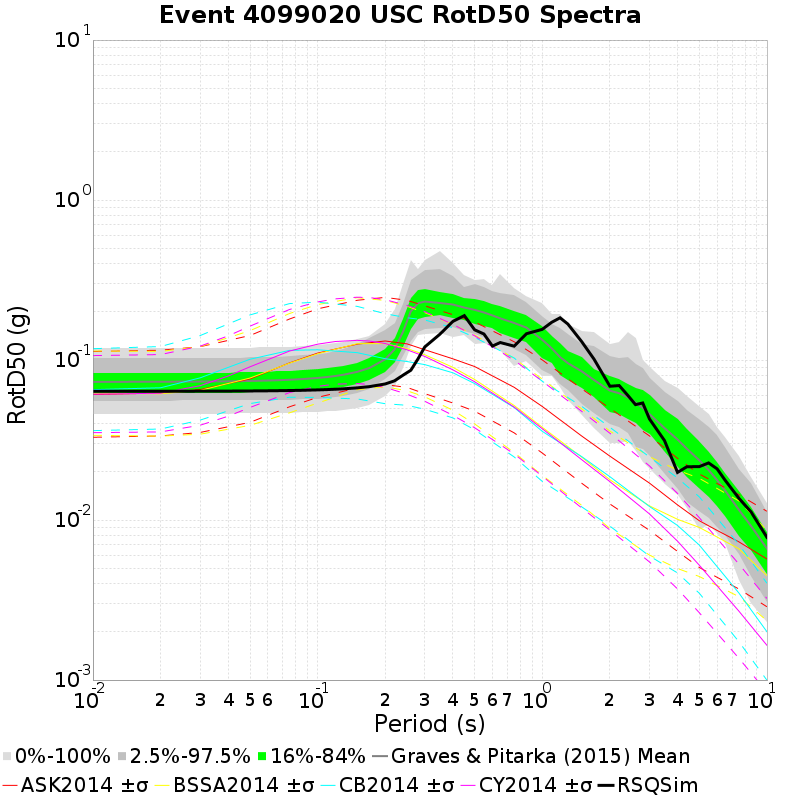 Event 4099020 USC RotD50 Spectra
10^1
10^0
10^-1
10^-2
10^-3
RotD50 (g)
10^-2 2 3 4 5 6 10^-1 2 3 4 5 6 7 10^0 2 3 4 5 6 7 10^1
Period (s)
0%-100% 2.5%-97.5% 16%-84% Graves & Pitarka (2015) Mean
ASK2014 ±σ BSSA2014 ±σ CB2014 ±σ CY2014 ±σ RSQSim